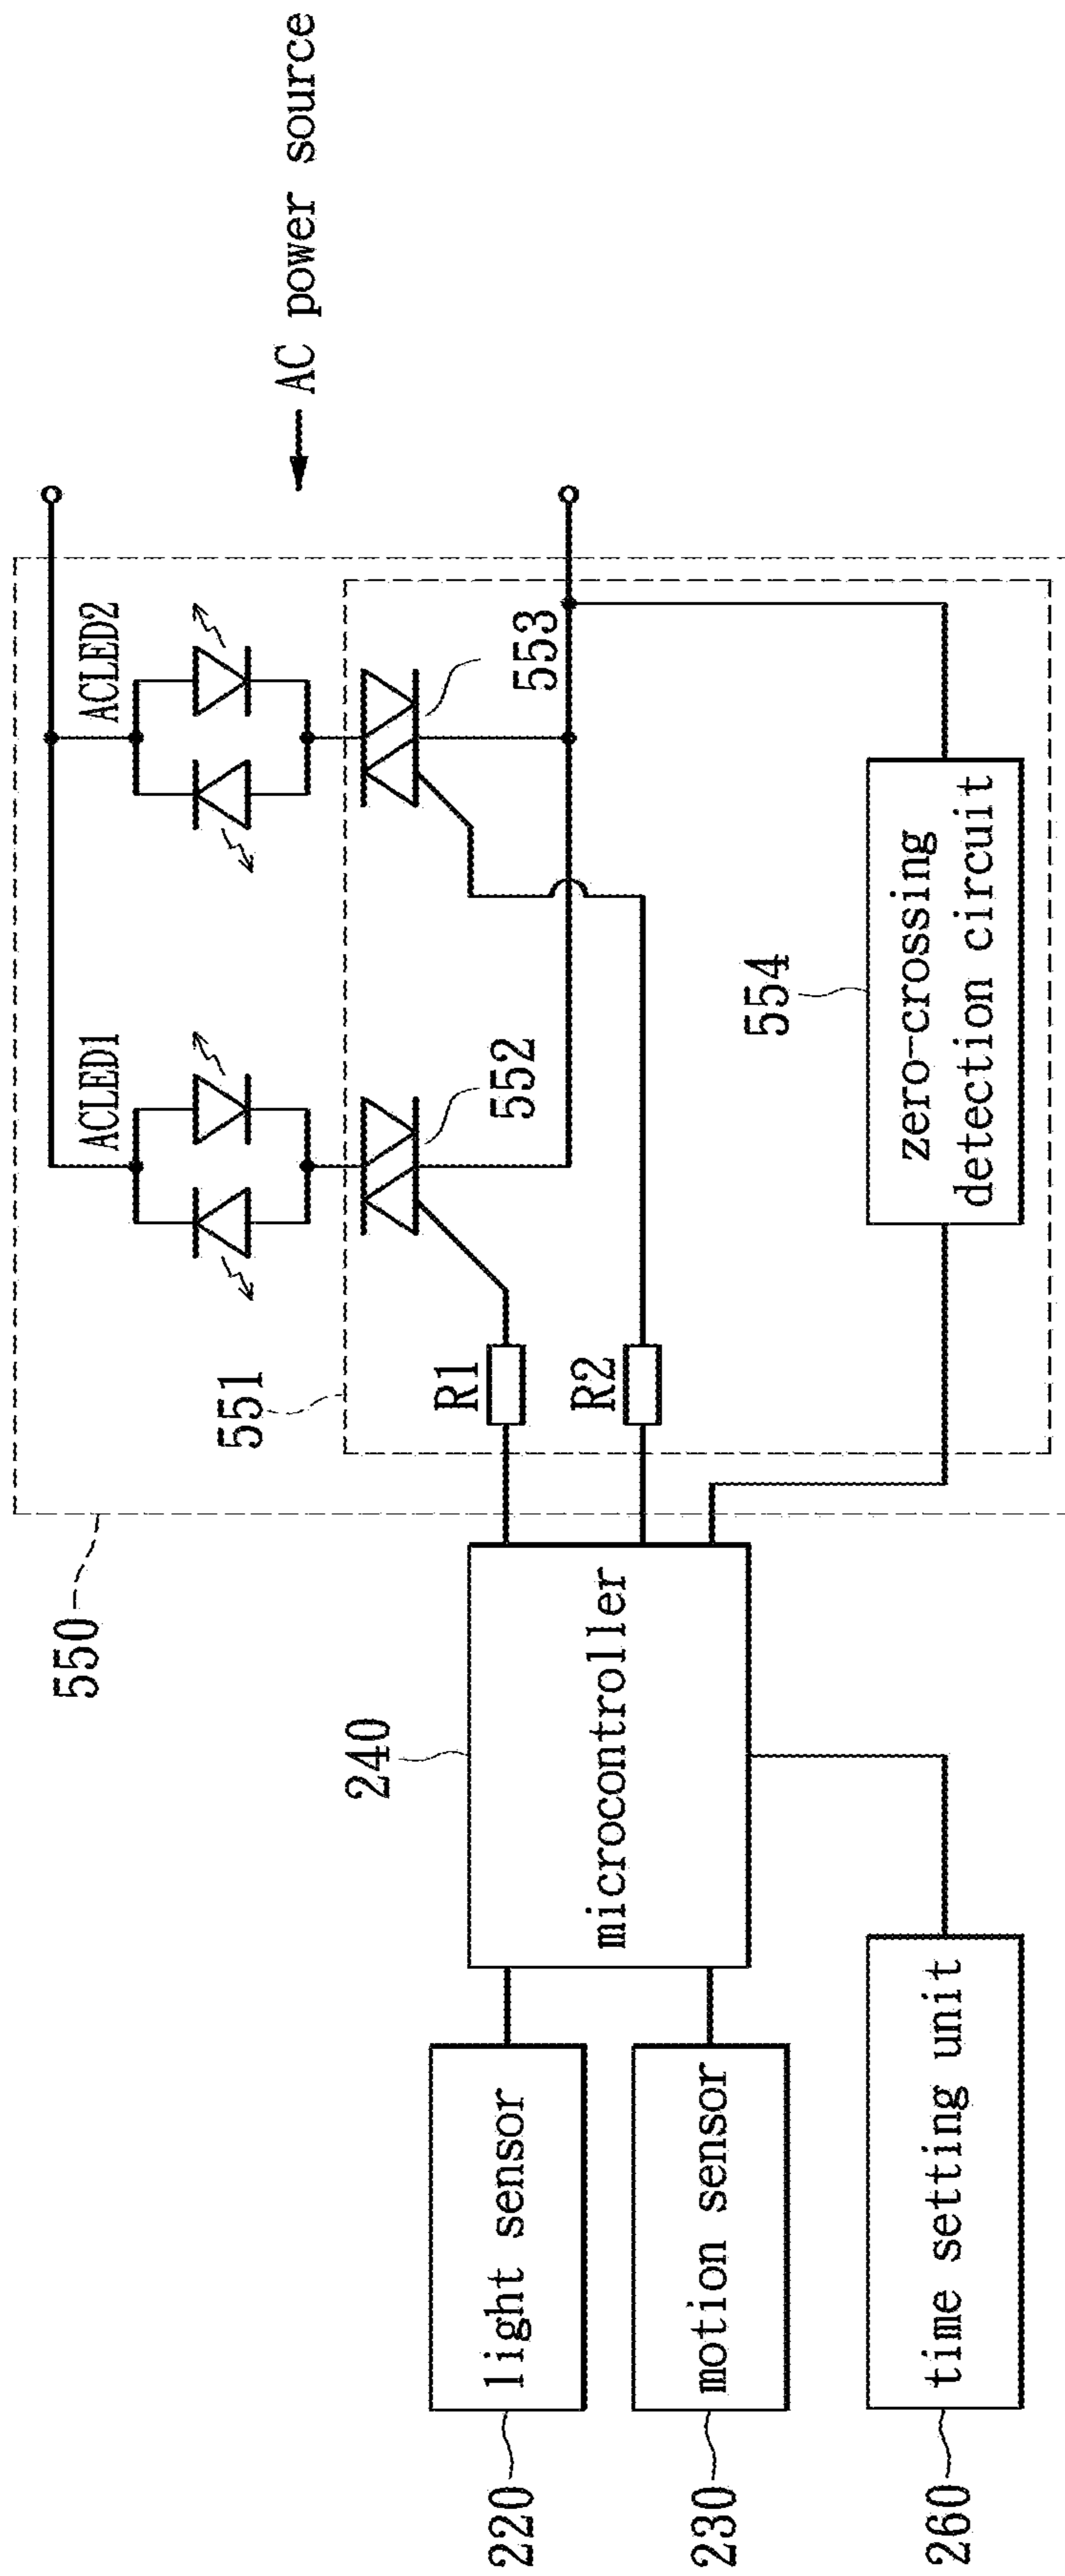 550
551
ACLED1
ACLED2
AC power source
552
553
R1
R2
240
microcontroller
554
zero-crossing
detection circuit
220
light sensor
230
motion sensor
260
time setting unit